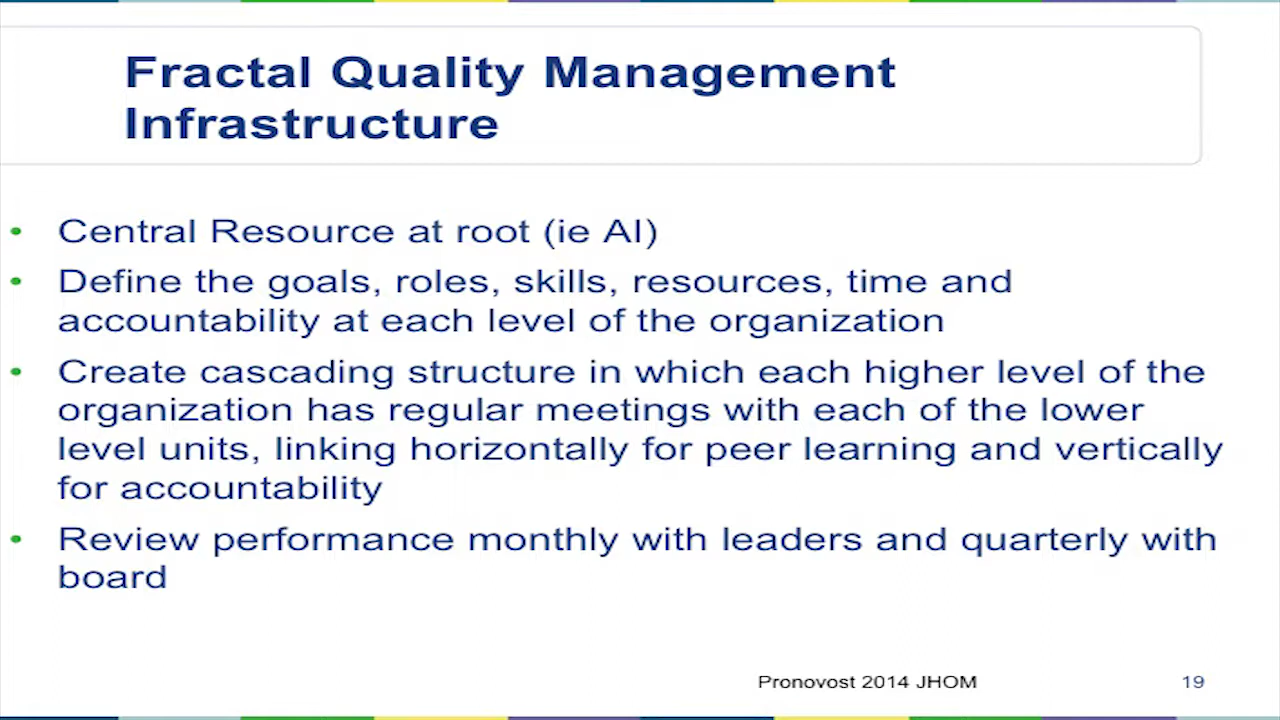 Fractal Quality Management
Infrastructure
• Central Resource at root (ie AI)
• Define the goals, roles, skills, resources, time and
accountability at each level of the organization
• Create cascading structure in which each higher level of the
organization has regular meetings with each of the lower
level units, linking horizontally for peer learning and vertically
for accountability
• Review performance monthly with leaders and quarterly with
board
Pronovost 2014 JHOM
19